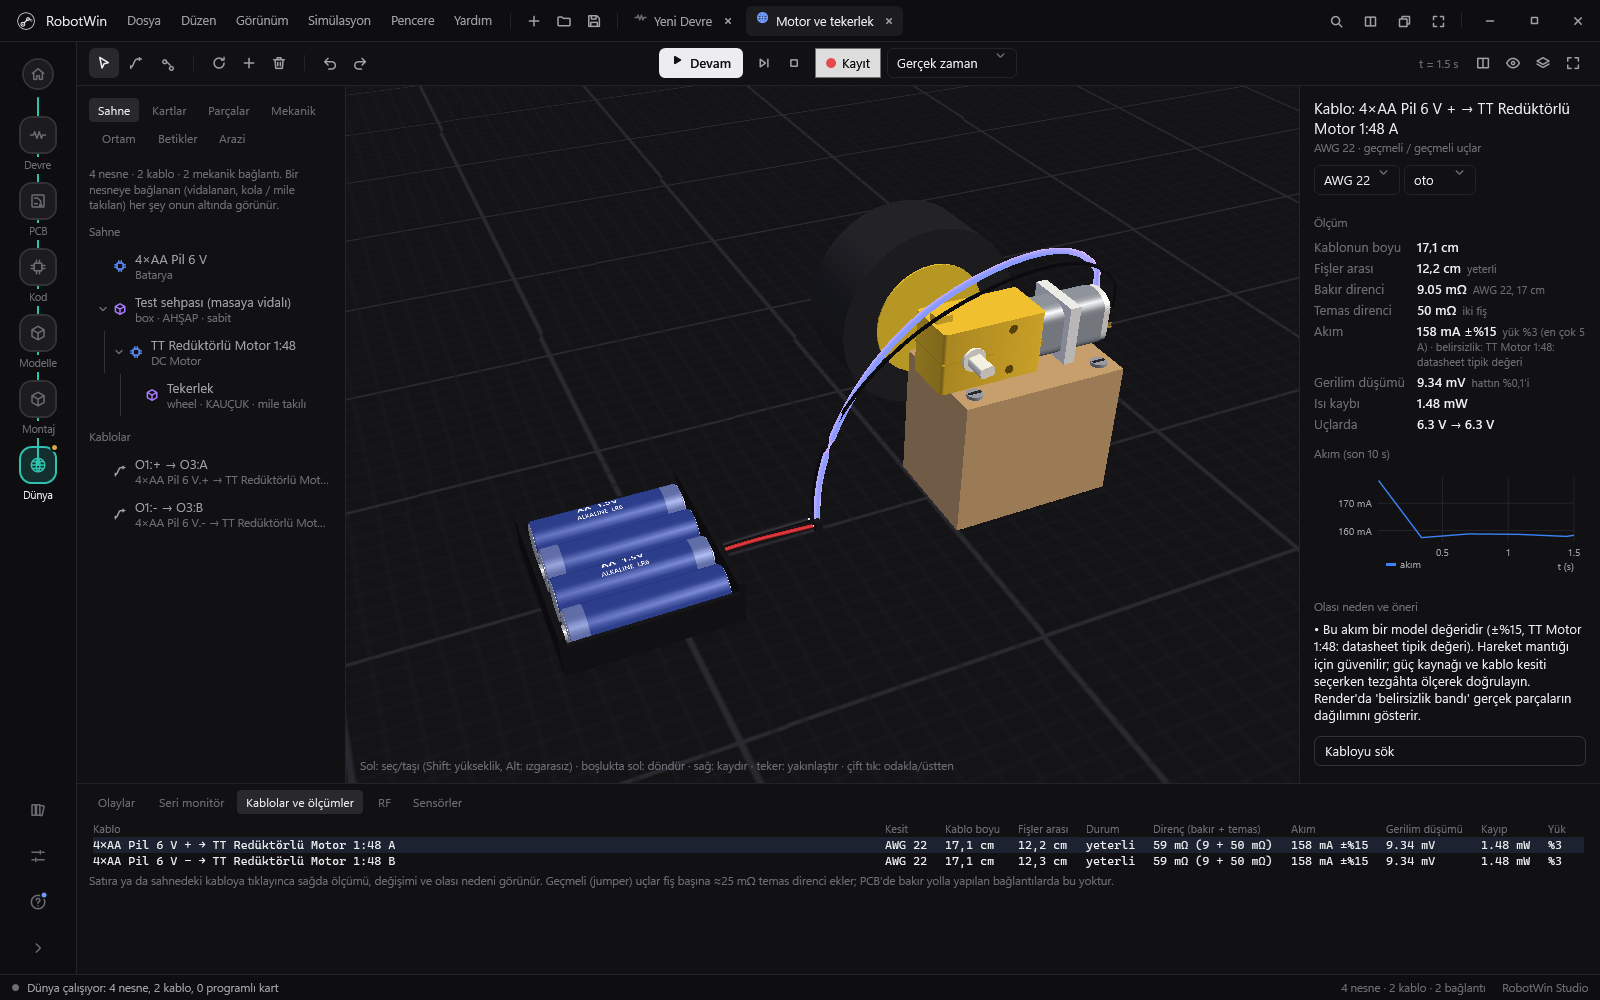 RobotWin Dosya Düzen Görünüm Simülasyon Pencere Yardım Yeni Devre Motor ve tekerlek
Devam Kayıt Gerçek zaman t = 1.5 s
Devre
PCB
Kod
Modelle
Montaj
Dünya
Sahne Kartlar Parçalar Mekanik
Ortam Betikler Arazi
4 nesne · 2 kablo · 2 mekanik bağlantı. Bir
nesneye bağlanan (vidalanan, kola / mile
takılan) her şey onun altında görünür.
Sahne
4×AA Pil 6 V
Batarya
Test sehpası (masaya vidalı)
box · AHŞAP · sabit
TT Redüktörlü Motor 1:48
DC Motor
Tekerlek
wheel · KAUÇUK · mile takılı
Kablolar
O1:+ → O3:A
4×AA Pil 6 V.+ → TT Redüktörlü Mot...
O1:- → O3:B
4×AA Pil 6 V.- → TT Redüktörlü Mot...
AA 1.5V
ALKALINE LR6
AA 1.5V
ALKALINE LR6
Sol: seç/taşı (Shift: yükseklik, Alt: ızgarasız) · boşlukta sol: döndür · sağ: kaydır · teker: yakınlaştır · çift tık: odakla/üstten
Kablo: 4×AA Pil 6 V + → TT Redüktörlü
Motor 1:48 A
AWG 22 · geçmeli / geçmeli uçlar
AWG 22 oto
Ölçüm
Kablonun boyu 17,1 cm
Fişler arası 12,2 cm yeterli
Bakır direnci 9.05 mΩ AWG 22, 17 cm
Temas direnci 50 mΩ iki fiş
Akım 158 mA ±%15 yük %3 (en çok 5
A) · belirsizlik: TT Motor 1:48:
datasheet tipik değeri
Gerilim düşümü 9.34 mV hattın %0,1'i
Isı kaybı 1.48 mW
Uçlarda 6.3 V → 6.3 V
Akım (son 10 s)
170 mA
160 mA
0.5 1 1.5
akım t (s)
Olası neden ve öneri
• Bu akım bir model değeridir (±%15, TT Motor
1:48: datasheet tipik değeri). Hareket mantığı
için güvenilir; güç kaynağı ve kablo kesiti
seçerken tezgâhta ölçerek doğrulayın.
Render'da 'belirsizlik bandı' gerçek parçaların
dağılımını gösterir.
Kabloyu sök
Olaylar Seri monitör Kablolar ve ölçümler RF Sensörler
Kablo Kesit Kablo boyu Fişler arası Durum Direnç (bakır + temas) Akım Gerilim düşümü Kayıp Yük
4×AA Pil 6 V + → TT Redüktörlü Motor 1:48 A AWG 22 17,1 cm 12,2 cm yeterli 59 mΩ (9 + 50 mΩ) 158 mA ±%15 9.34 mV 1.48 mW %3
4×AA Pil 6 V − → TT Redüktörlü Motor 1:48 B AWG 22 17,1 cm 12,3 cm yeterli 59 mΩ (9 + 50 mΩ) 158 mA ±%15 9.34 mV 1.48 mW %3
Satıra ya da sahnedeki kabloya tıklayınca sağda ölçümü, değişimi ve olası nedeni görünür. Geçmeli (jumper) uçlar fiş başına ≈25 mΩ temas direnci ekler; PCB'de bakır yolla yapılan bağlantılarda bu yoktur.
Dünya çalışıyor: 4 nesne, 2 kablo, 0 programlı kart 4 nesne · 2 kablo · 2 bağlantı RobotWin Studio